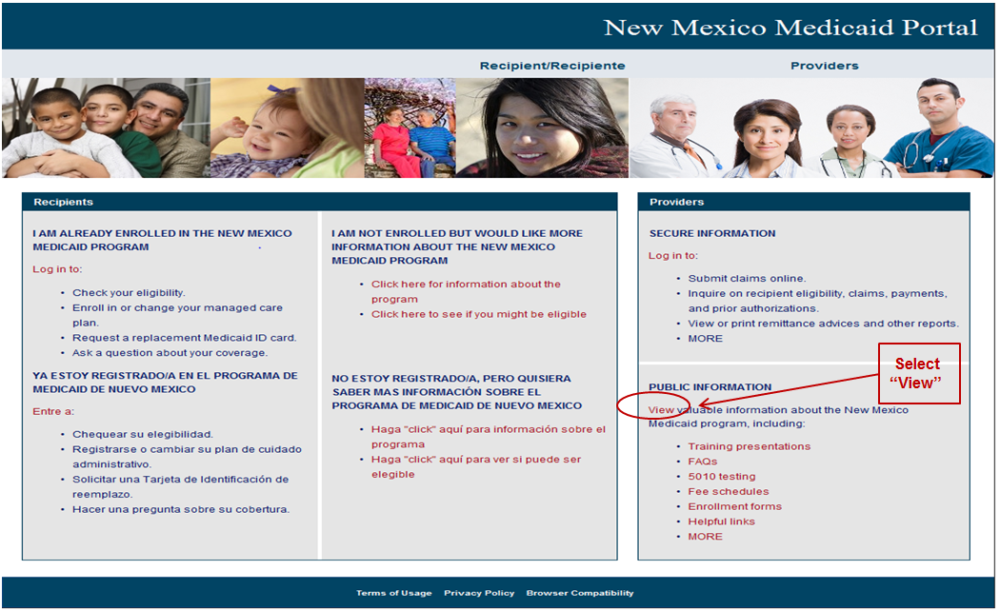 New Mexico Medicaid Portal
Recipient/Recipiente
Providers
Recipients
I AM ALREADY ENROLLED IN THE NEW MEXICO
MEDICAID PROGRAM
Log in to:
• Check your eligibility.
• Enroll in or change your managed care
plan.
• Request a replacement Medicaid ID card.
• Ask a question about your coverage.
YA ESTOY REGISTRADO/A EN EL PROGRAMA DE
MEDICAID DE NUEVO MEXICO
Entre a:
• Chequear su elegibilidad.
• Registrarse o cambiar su plan de cuidado
administrativo.
• Solicitar una Tarjeta de Identificación de
reemplazo.
• Hacer una pregunta sobre su cobertura.
I AM NOT ENROLLED BUT WOULD LIKE MORE
INFORMATION ABOUT THE NEW MEXICO
MEDICAID PROGRAM
• Click here for information about the
program
• Click here to see if you might be eligible
NO ESTOY REGISTRADO/A, PERO QUISIERA
SABER MAS INFORMACIÓN SOBRE EL
PROGRAMA DE MEDICAID DE NUEVO MEXICO
• Haga "click" aquí para información sobre el
programa
• Haga "click" aquí para ver si puede ser
elegible
Providers
SECURE INFORMATION
Log in to:
• Submit claims online.
• Inquire on recipient eligibility, claims, payments,
and prior authorizations.
• View or print remittance advices and other reports.
• MORE
Select
“View”
PUBLIC INFORMATION
View valuable information about the New Mexico
Medicaid program, including:
• Training presentations
• FAQs
• 5010 testing
• Fee schedules
• Enrollment forms
• Helpful links
• MORE
Terms of Usage Privacy Policy Browser Compatibility